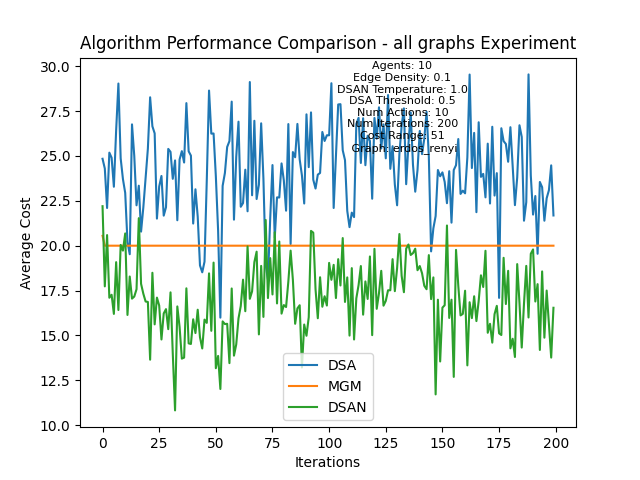 Algorithm Performance Comparison - all graphs Experiment
Agents: 10
Edge Density: 0.1
DSAN Temperature: 1.0
DSA Threshold: 0.5
Num Actions: 10
Num Iterations: 200
Cost Range: 51
Graph: erdos_renyi
Average Cost
30.0
27.5
25.0
22.5
20.0
17.5
15.0
12.5
10.0
DSA
MGM
DSAN
0 25 50 75 100 125 150 175 200
Iterations